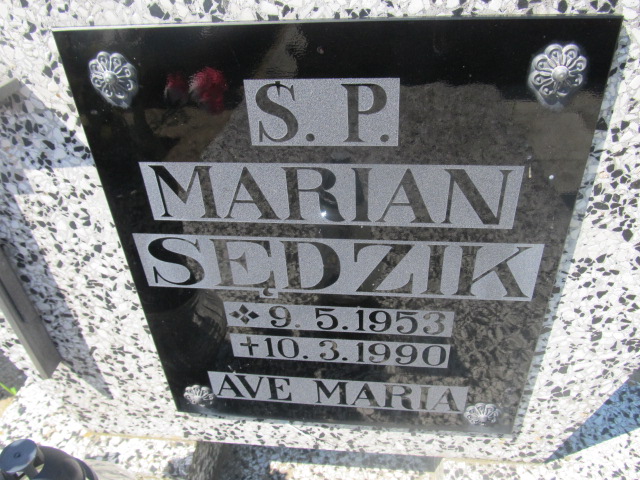 Ś. P.
MARIAN
SĘDZIK
✤ 9. 5. 1953
✝ 10. 3. 1990
AVE MARIA